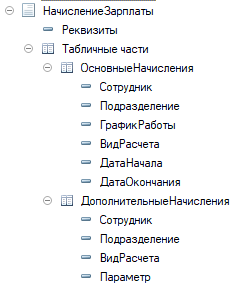 НачислениеЗарплаты
Реквизиты
Табличные части
ОсновныеНачисления
Сотрудник
Подразделение
ГрафикРаботы
ВидРасчета
ДатаНачала
ДатаОкончания
ДополнительныеНачисления
Сотрудник
Подразделение
ВидРасчета
Параметр